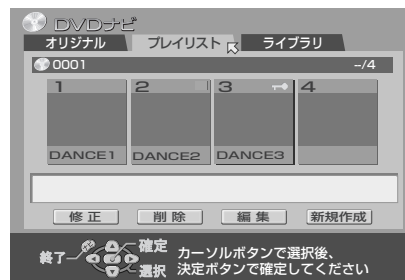 DVDナビ
オリジナル プレイリスト ライブラリ
0001 –/4
1 2 3 4
DANCE1 DANCE2 DANCE3
修正 削除 編集 新規作成
終了 確定 選択
カーソルボタンで選択後、
決定ボタンで確定してください